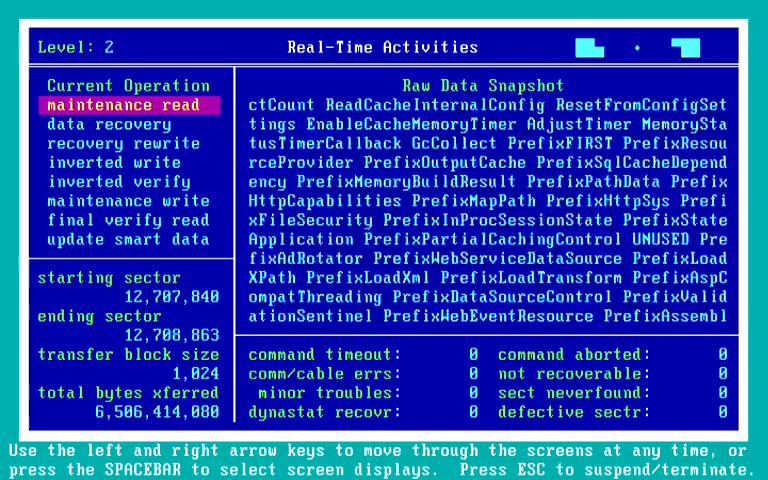 Level: 2
Real-Time Activities
Current Operation
maintenance read
data recovery
recovery rewrite
inverted write
inverted verify
maintenance write
final verify read
update smart data
starting sector
12,707,840
ending sector
12,708,863
transfer block size
1,024
total bytes xferred
6,506,414,080
Raw Data Snapshot
ctCount ReadCacheInternalConfig ResetFromConfigSet
tings EnableCacheMemoryTimer AdjustTimer MemorySta
tusTimerCallback GcCollect PrefixFIRST PrefixResou
rceProvider PrefixOutputCache PrefixSqlCacheDepend
ency PrefixMemoryBuildResult PrefixPathData Prefix
HttpCapabilities PrefixMapPath PrefixHttpSys Prefi
xFileSecurity PrefixInProcSessionState PrefixState
Application PrefixPartialCachingControl UNUSED Pre
fixAdRotator PrefixWebServiceDataSource PrefixLoad
XPath PrefixLoadXml PrefixLoadTransform PrefixAspC
ompatThreading PrefixDataSourceControl PrefixValid
ationSentinel PrefixWebEventResource PrefixAssembl
command timeout: 0 command aborted: 0
comm/cable errs: 0 not recoverable: 0
minor troubles: 0 sect neverfound: 0
dynastat recovr: 0 defective sectr: 0
Use the left and right arrow keys to move through the screens at any time, or
press the SPACEBAR to select screen displays. Press ESC to suspend/terminate.